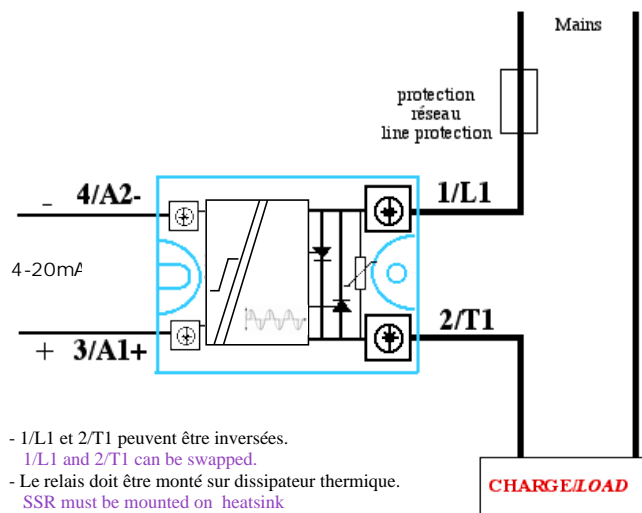 Mains
protection
réseau
line protection
4/A2-
1/L1
-
4-20mA
+
3/A1+
2/T1
- 1/L1 et 2/T1 peuvent être inversées.
1/L1 and 2/T1 can be swapped.
- Le relais doit être monté sur dissipateur thermique.
SSR must be mounted on heatsink
CHARGE/LOAD